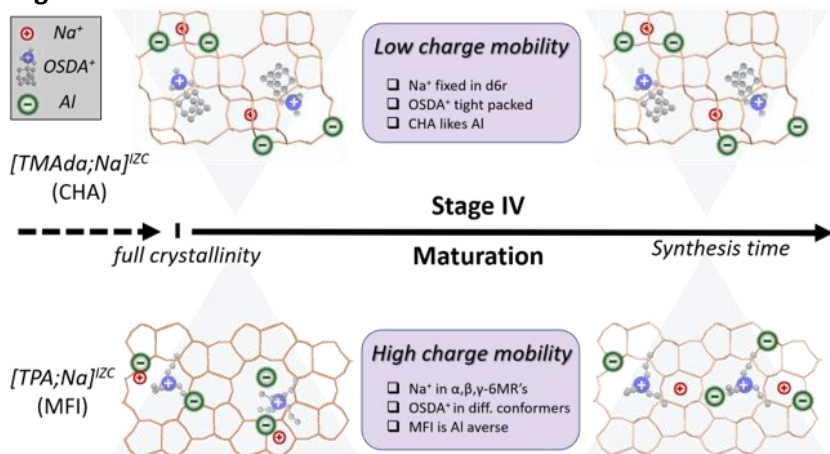 Na⁺
OSDA⁺
Al
Low charge mobility
Na⁺ fixed in d6r
OSDA⁺ tight packed
CHA likes Al
[TMAda;Na]ᴵᶻᶜ
(CHA)
Stage IV
full crystallinity
Maturation
Synthesis time
[TPA;Na]ᴵᶻᶜ
(MFI)
High charge mobility
Na⁺ in α,β,γ-6MR's
OSDA⁺ in diff. conformers
MFI is Al averse